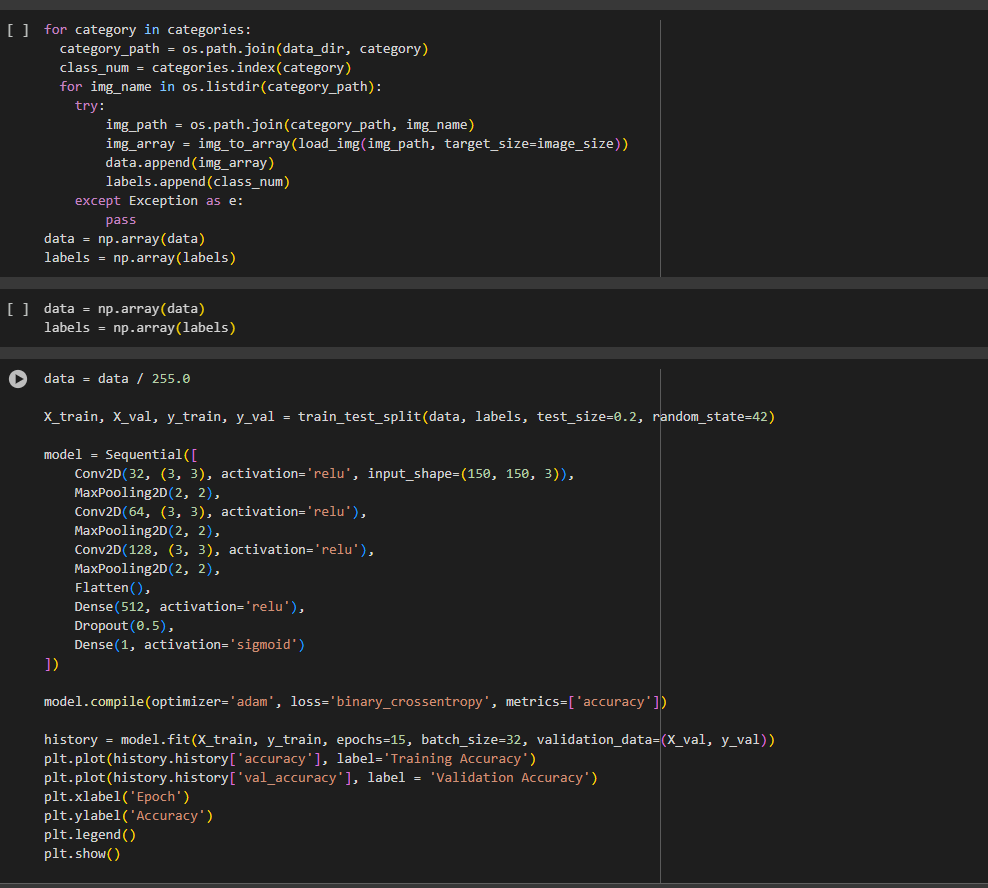 [ ] for category in categories:
  category_path = os.path.join(data_dir, category)
  class_num = categories.index(category)
  for img_name in os.listdir(category_path):
    try:
        img_path = os.path.join(category_path, img_name)
        img_array = img_to_array(load_img(img_path, target_size=image_size))
        data.append(img_array)
        labels.append(class_num)
    except Exception as e:
        pass
data = np.array(data)
labels = np.array(labels)
[ ] data = np.array(data)
labels = np.array(labels)
data = data / 255.0
X_train, X_val, y_train, y_val = train_test_split(data, labels, test_size=0.2, random_state=42)
model = Sequential([
    Conv2D(32, (3, 3), activation='relu', input_shape=(150, 150, 3)),
    MaxPooling2D(2, 2),
    Conv2D(64, (3, 3), activation='relu'),
    MaxPooling2D(2, 2),
    Conv2D(128, (3, 3), activation='relu'),
    MaxPooling2D(2, 2),
    Flatten(),
    Dense(512, activation='relu'),
    Dropout(0.5),
    Dense(1, activation='sigmoid')
])
model.compile(optimizer='adam', loss='binary_crossentropy', metrics=['accuracy'])
history = model.fit(X_train, y_train, epochs=15, batch_size=32, validation_data=(X_val, y_val))
plt.plot(history.history['accuracy'], label='Training Accuracy')
plt.plot(history.history['val_accuracy'], label = 'Validation Accuracy')
plt.xlabel('Epoch')
plt.ylabel('Accuracy')
plt.legend()
plt.show()